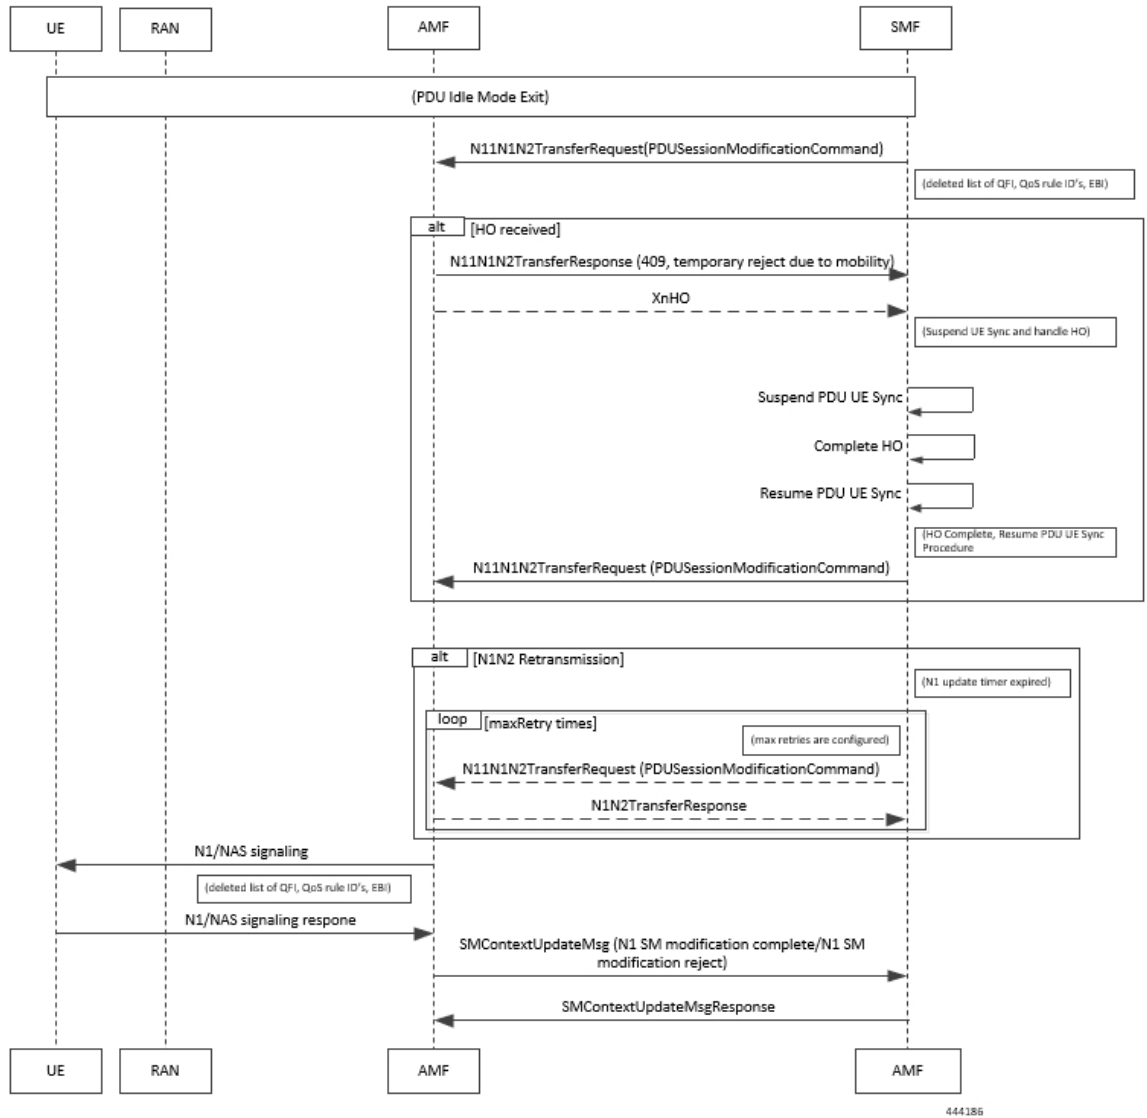 UE
RAN
AMF
SMF
(PDU Idle Mode Exit)
N11N1N2TransferRequest(PDUSessionModificationCommand)
(deleted list of QFI, QoS rule ID's, EBI)
alt
[HO received]
N11N1N2TransferResponse (409, temporary reject due to mobility)
XnHO
(Suspend UE Sync and handle HO)
Suspend PDU UE Sync
Complete HO
Resume PDU UE Sync
(HO Complete, Resume PDU UE Sync
Procedure
N11N1N2TransferRequest (PDUSessionModificationCommand)
alt
[N1N2 Retransmission]
(N1 update timer expired)
loop
[maxRetry times]
(max retries are configured)
N11N1N2TransferRequest (PDUSessionModificationCommand)
N1N2TransferResponse
N1/NAS signaling
(deleted list of QFI, QoS rule ID's, EBI)
N1/NAS signaling respone
SMContextUpdateMsg (N1 SM modification complete/N1 SM
modification reject)
SMContextUpdateMsgResponse
UE
RAN
AMF
AMF
444186